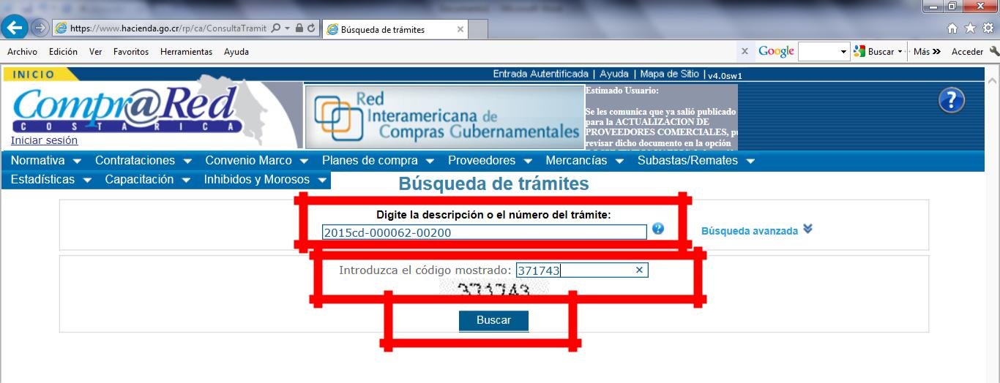 https://www.hacienda.go.cr/rp/ca/ConsultaTramit
Búsqueda de trámites
Archivo Edición Ver Favoritos Herramientas Ayuda
x Google Buscar Más Acceder
INICIO
Entrada Autentificada | Ayuda | Mapa de Sitio | v4.0sw1
Compr@Red
COSTA RICA
Iniciar sesión
Red
Interamericana de
Compras Gubernamentales
Estimado Usuario:
Se les comunica que ya salió publicado
para la ACTUALIZACION DE
PROVEEDORES COMERCIALES, p
revisar dicho documento en la opción
?
Normativa Contrataciones Convenio Marco Planes de compra Proveedores Mercancías Subastas/Remates
Estadísticas Capacitación Inhibidos y Morosos
Búsqueda de trámites
Digite la descripción o el número del trámite:
2015cd-000062-00200 ?
Búsqueda avanzada
Introduzca el código mostrado: 371743 ×
371743
Buscar